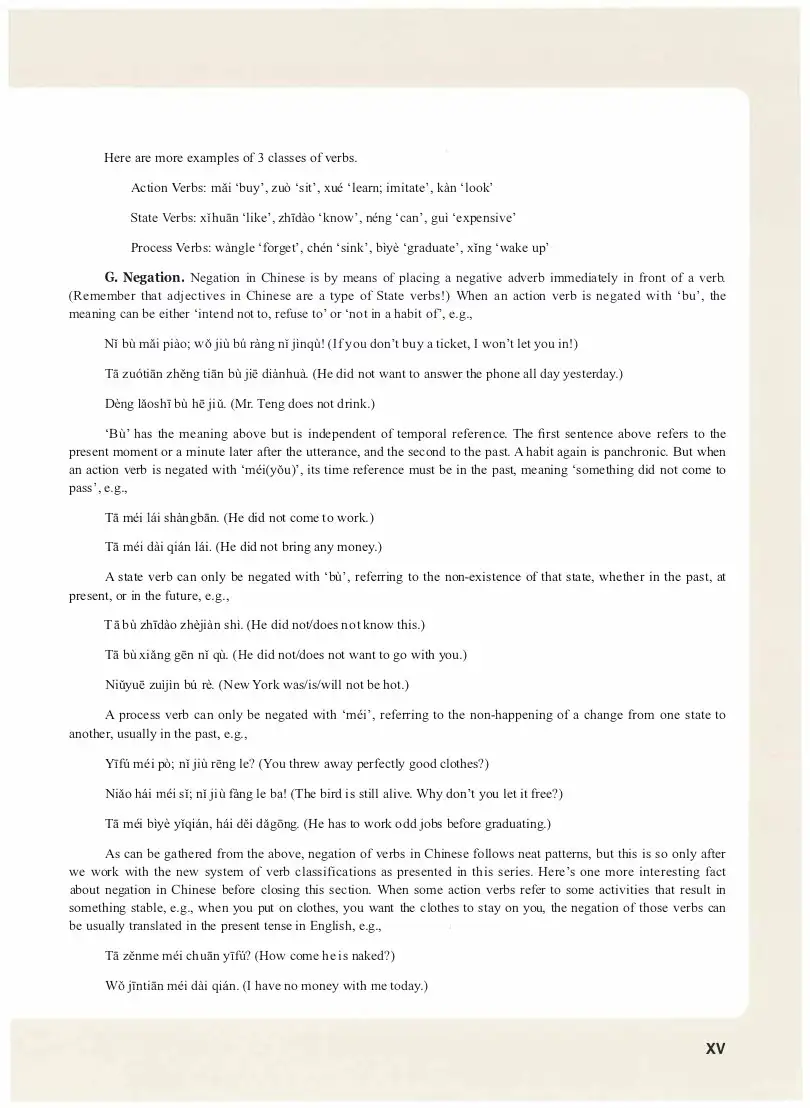 Here are more examples of 3 classes of verbs.
Action Verbs: mǎi ‘buy’, zuò ‘sit’, xué ‘learn; imitate’, kàn ‘look’
State Verbs: xǐhuān ‘like’, zhīdào ‘know’, néng ‘can’, guì ‘expensive’
Process Verbs: wàngle ‘forget’, chén ‘sink’, bìyè ‘graduate’, xǐng ‘wake up’
G. Negation. Negation in Chinese is by means of placing a negative adverb immediately in front of a verb.
(Remember that adjectives in Chinese are a type of State verbs!) When an action verb is negated with ‘bu’, the
meaning can be either ‘intend not to, refuse to’ or ‘not in a habit of’, e.g.,
Nǐ bù mǎi piào; wǒ jiù bú ràng nǐ jìnqù! (If you don’t buy a ticket, I won’t let you in!)
Tā zuótiān zhěng tiān bù jiē diànhuà. (He did not want to answer the phone all day yesterday.)
Dèng lǎoshī bù hē jiǔ. (Mr. Teng does not drink.)
‘Bù’ has the meaning above but is independent of temporal reference. The first sentence above refers to the
present moment or a minute later after the utterance, and the second to the past. A habit again is panchronic. But when
an action verb is negated with ‘méi(yǒu)’, its time reference must be in the past, meaning ‘something did not come to
pass’, e.g.,
Tā méi lái shàngbān. (He did not come to work.)
Tā méi dài qián lái. (He did not bring any money.)
A state verb can only be negated with ‘bù’, referring to the non-existence of that state, whether in the past, at
present, or in the future, e.g.,
Tā bù zhīdào zhèjiàn shì. (He did not/does not know this.)
Tā bù xiǎng gēn nǐ qù. (He did not/does not want to go with you.)
Niǔyuē zuìjìn bú rè. (New York was/is/will not be hot.)
A process verb can only be negated with ‘méi’, referring to the non-happening of a change from one state to
another, usually in the past, e.g.,
Yīfú méi pò; nǐ jiù rēng le? (You threw away perfectly good clothes?)
Niǎo hái méi sǐ; nǐ jiù fàng le ba! (The bird is still alive. Why don’t you let it free?)
Tā méi bìyè yǐqián, hái děi dǎgōng. (He has to work odd jobs before graduating.)
As can be gathered from the above, negation of verbs in Chinese follows neat patterns, but this is so only after
we work with the new system of verb classifications as presented in this series. Here’s one more interesting fact
about negation in Chinese before closing this section. When some action verbs refer to some activities that result in
something stable, e.g., when you put on clothes, you want the clothes to stay on you, the negation of those verbs can
be usually translated in the present tense in English, e.g.,
Tā zěnme méi chuān yīfú? (How come he is naked?)
Wǒ jīntiān méi dài qián. (I have no money with me today.)
XV